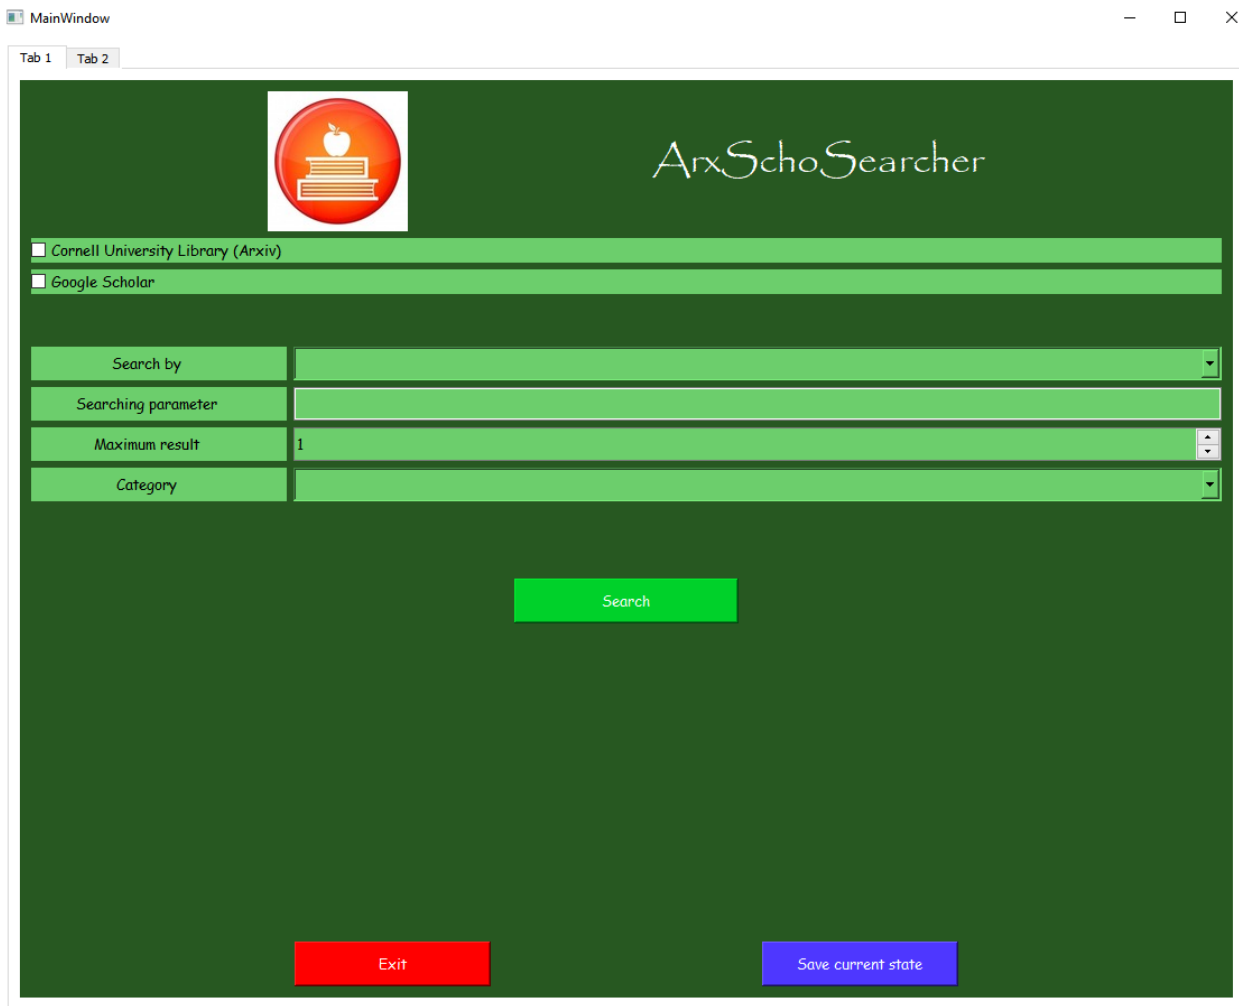 MainWindow
Tab 1 Tab 2
ArxSchoSearcher
Cornell University Library (Arxiv)
Google Scholar
Search by
Searching parameter
Maximum result 1
Category
Search
Exit Save current state